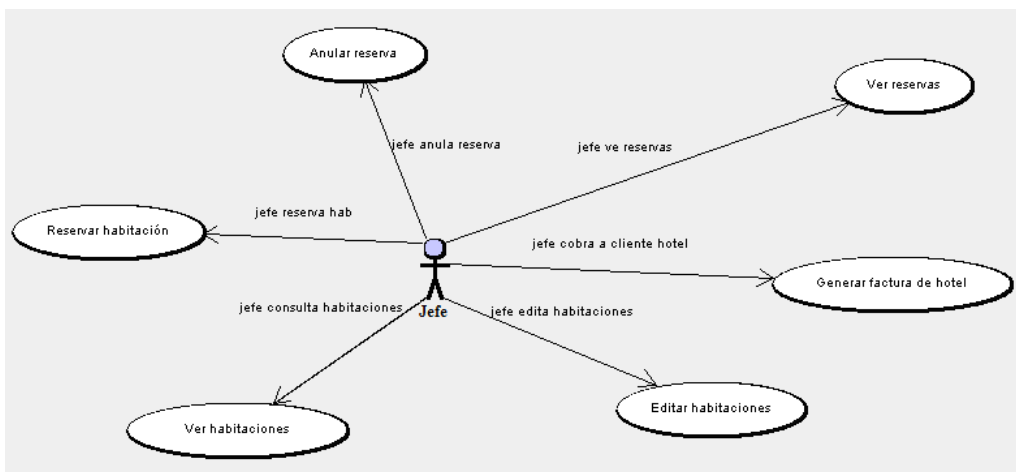 Anular reserva
Ver reservas
jefe anula reserva
jefe ve reservas
jefe reserva hab
Reservar habitación
jefe cobra a cliente hotel
Generar factura de hotel
jefe consulta habitaciones
Jefe
jefe edita habitaciones
Editar habitaciones
Ver habitaciones